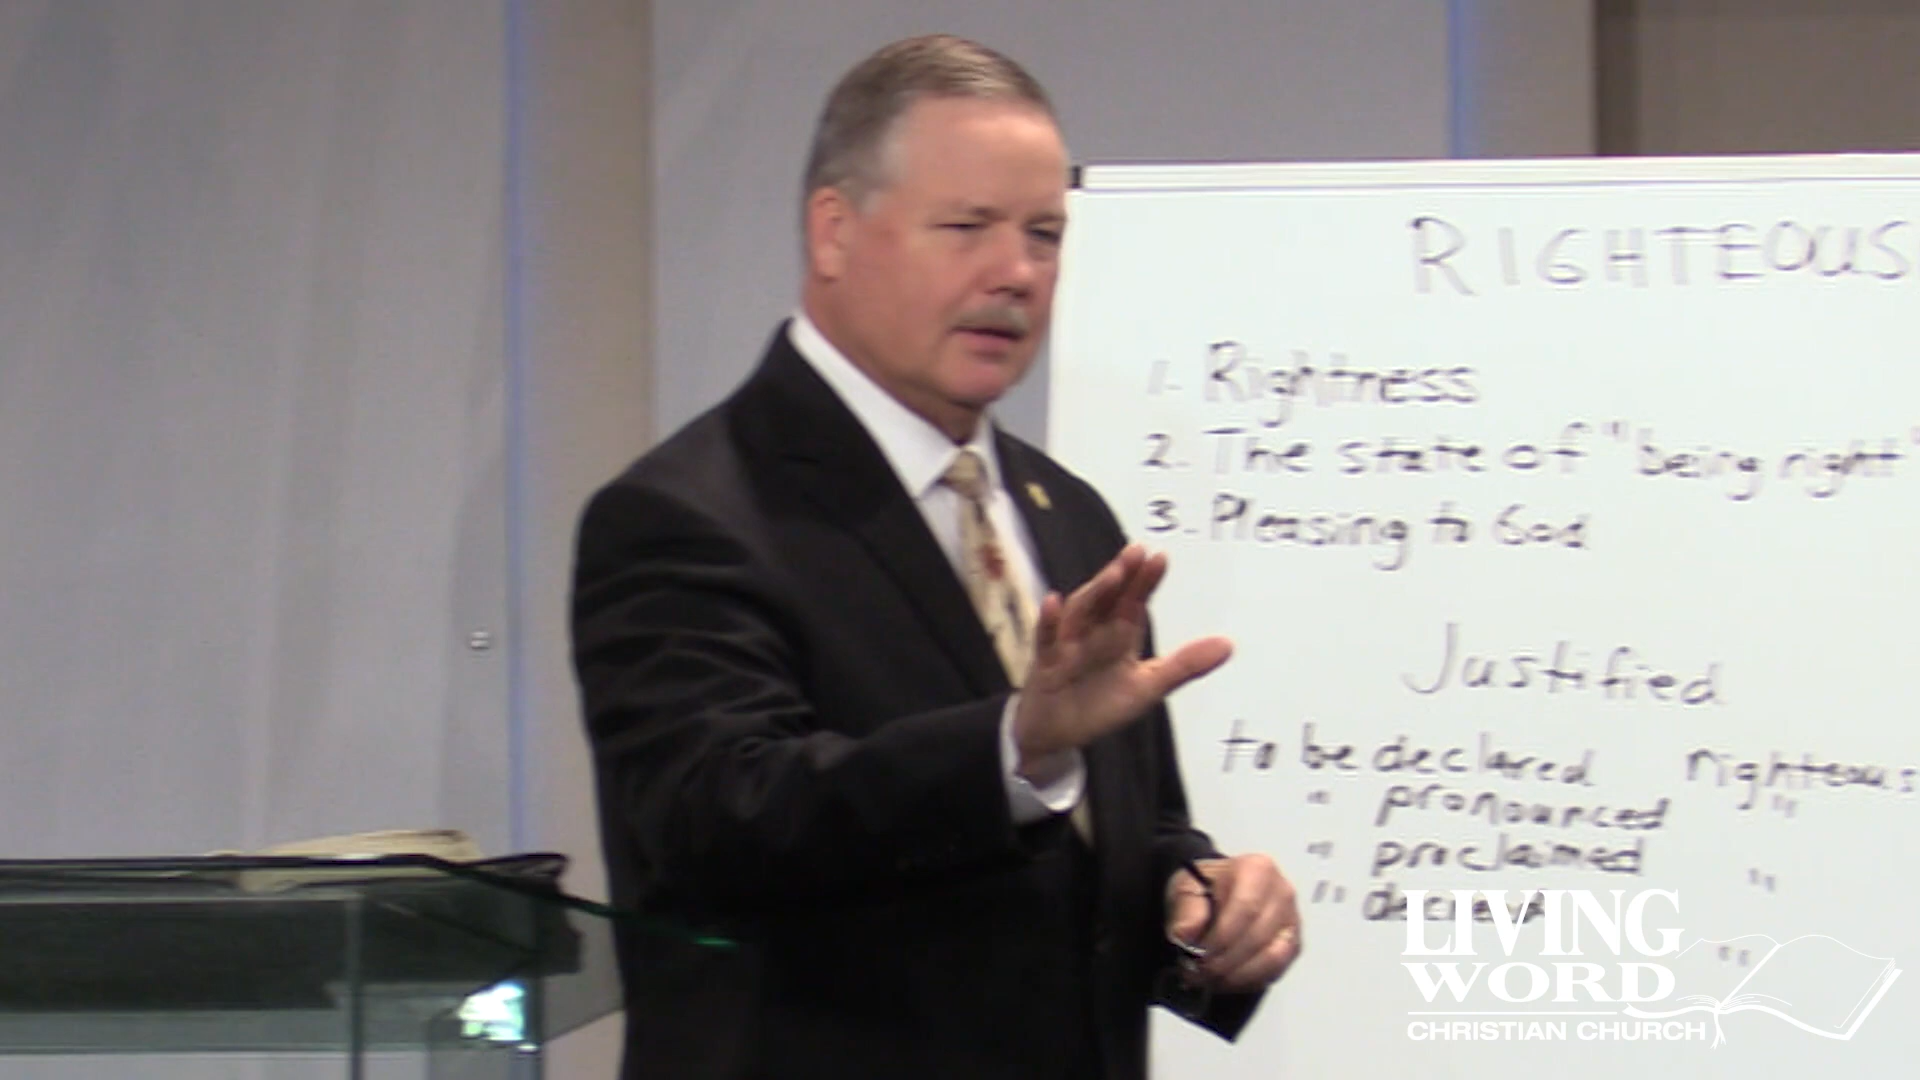 RIGHTEOUS
1. Rightness
2. The state of "being right"
3. Pleasing to God
Justified
to be declared righteous
" pronounced "
" proclaimed "
" "
LIVING
WORD
CHRISTIAN CHURCH